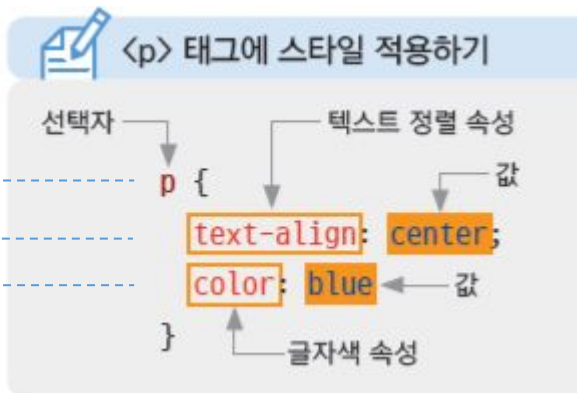 <p> 태그에 스타일 적용하기
선택자
텍스트 정렬 속성
값
p {
text-align: center;
color: blue
값
}
글자색 속성